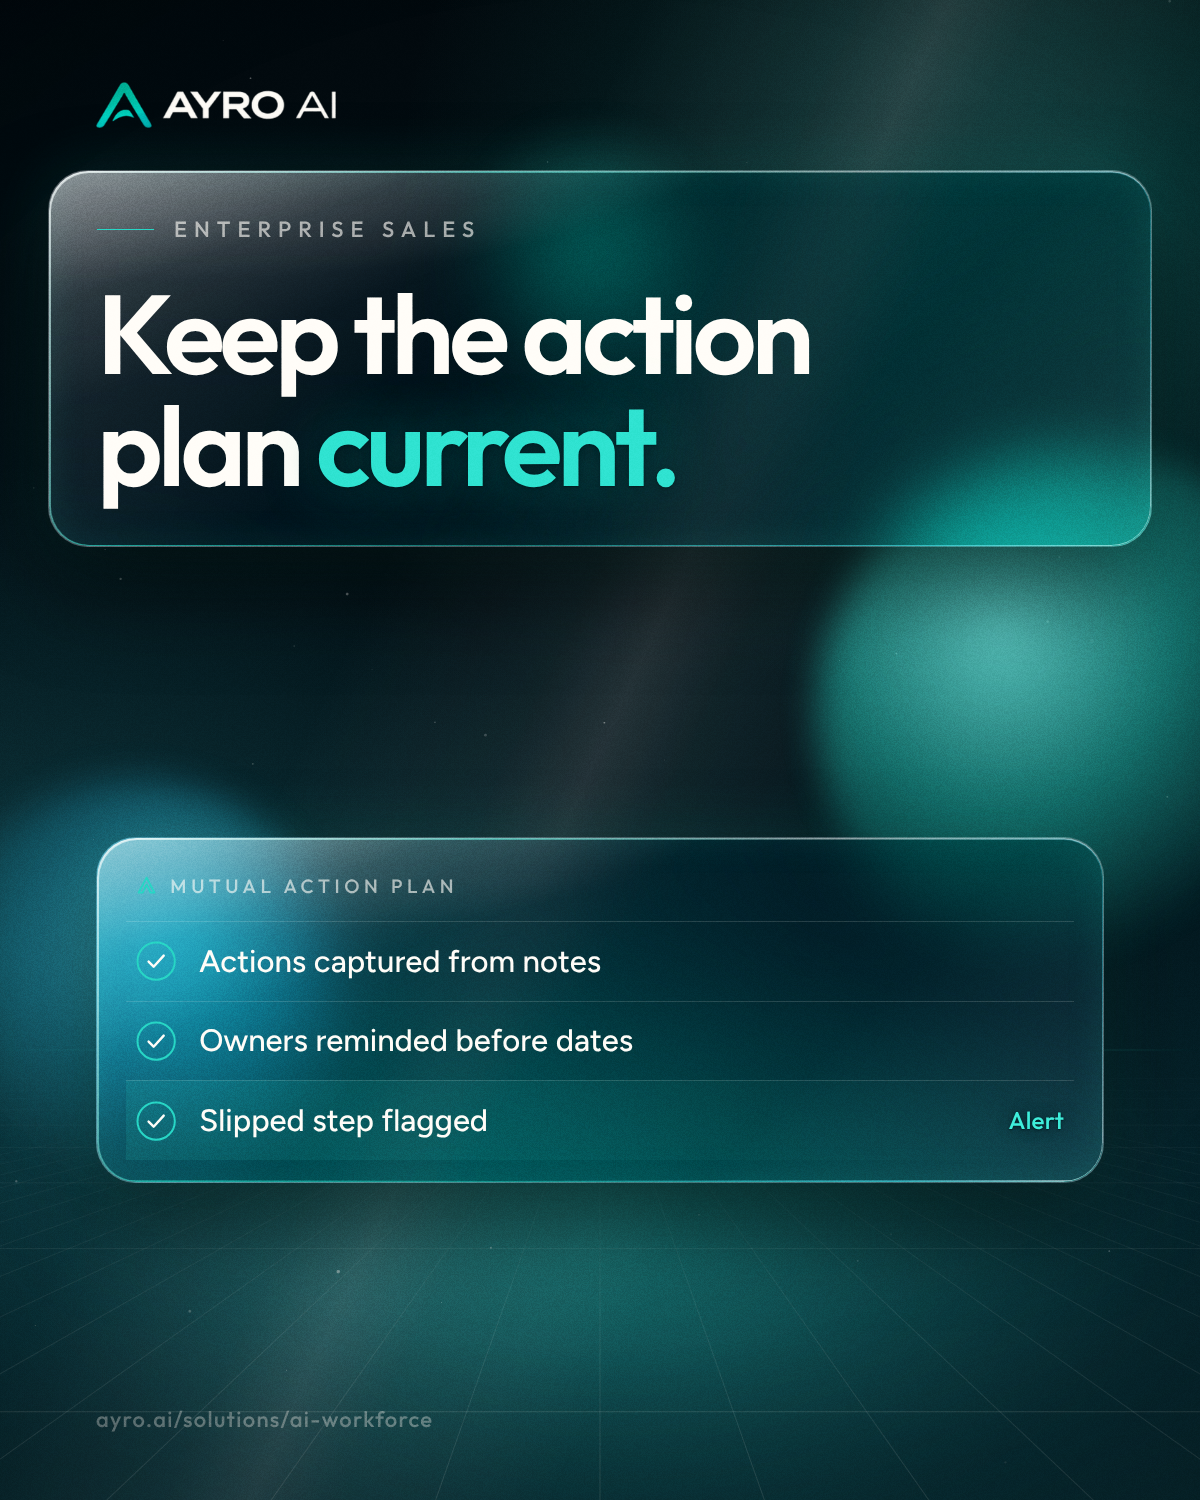 AYRO AI
ENTERPRISE SALES
Keep the action
plan current.
MUTUAL ACTION PLAN
Actions captured from notes
Owners reminded before dates
Slipped step flagged
Alert
ayro.ai/solutions/ai-workforce